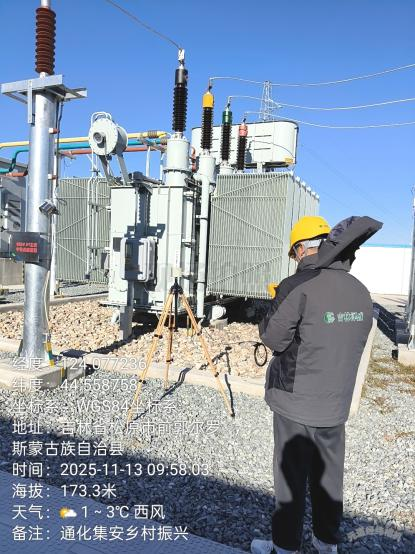 吉林
经度：124.077236
纬度：44.558758
坐标系：WGS84坐标系
地址：吉林省松原市前郭尔罗
斯蒙古族自治县
时间：2025-11-13 09:58:03
海拔：173.3米
天气：1～3℃ 西风
备注：通化集安乡村振兴